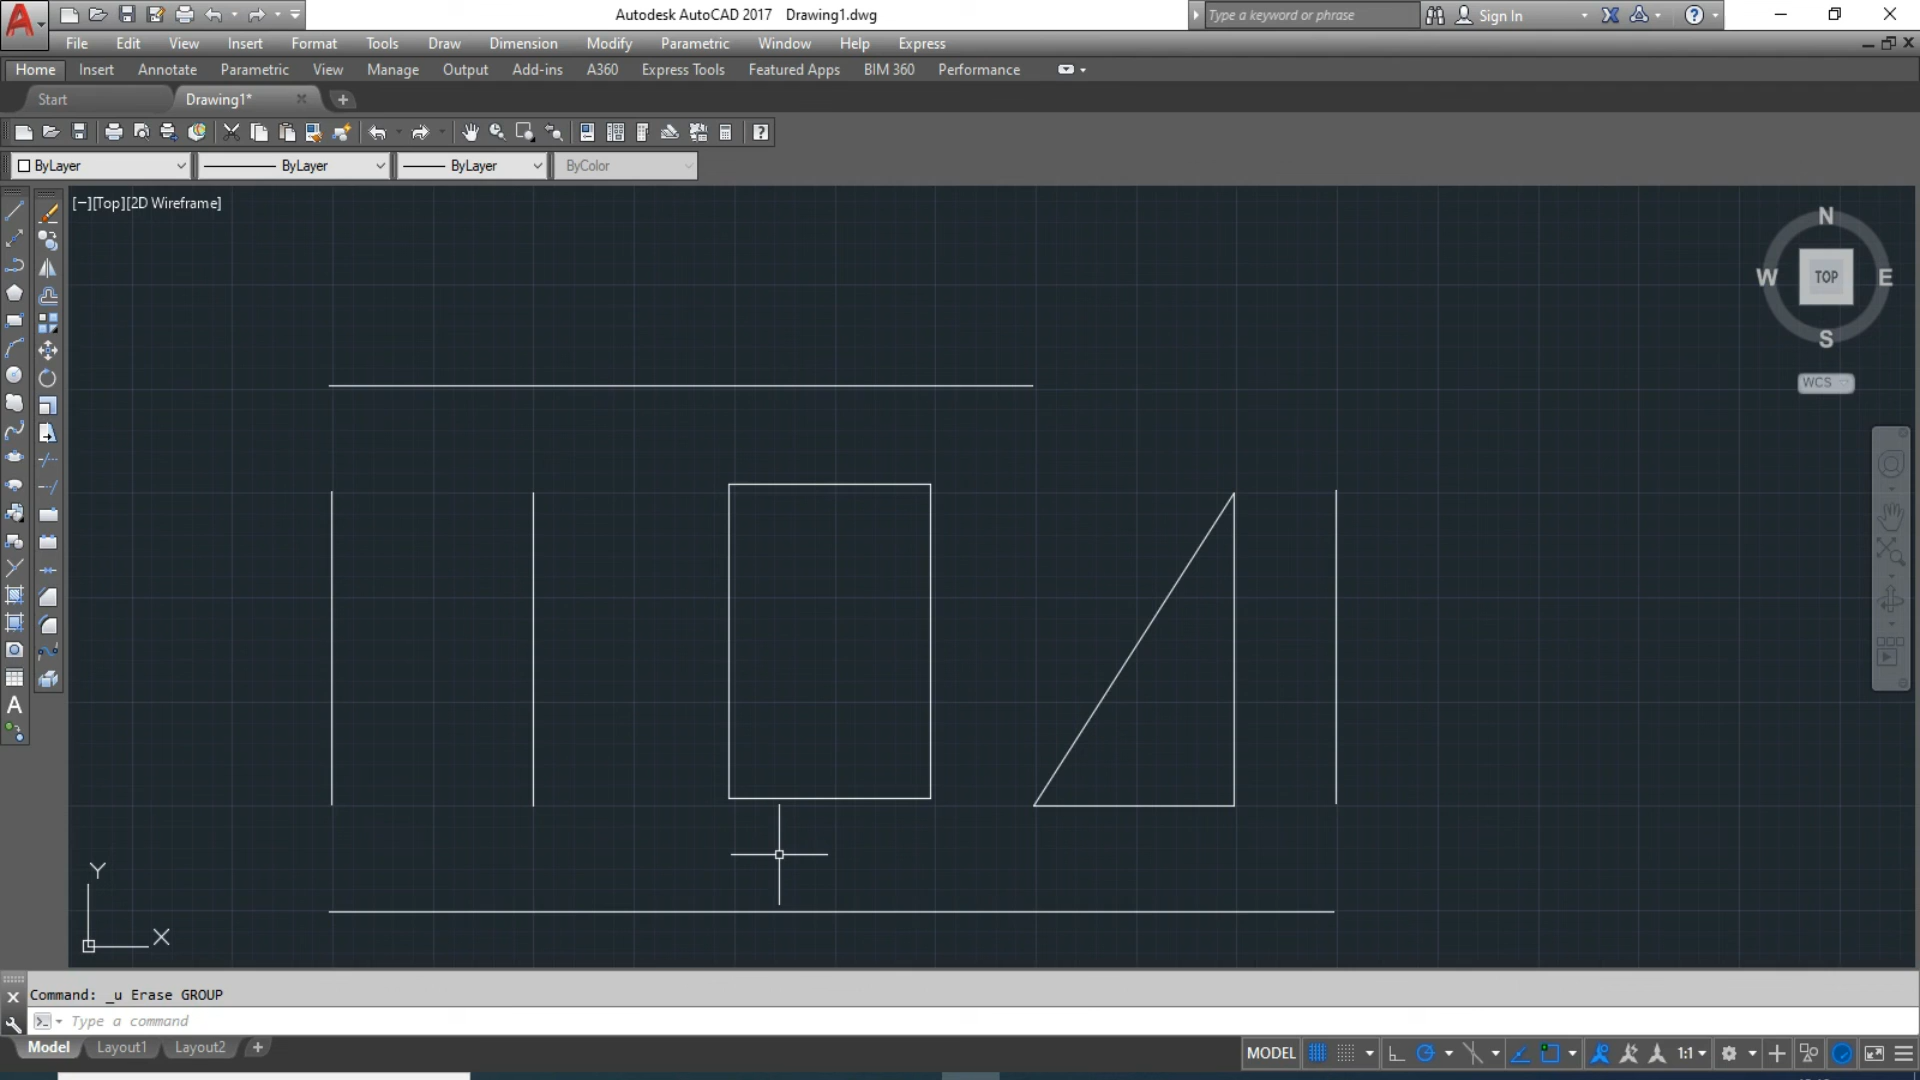 Autodesk AutoCAD 2017 Drawing1.dwg
Type a keyword or phrase
Sign In
File Edit View Insert Format Tools Draw Dimension Modify Parametric Window Help Express
Home Insert Annotate Parametric View Manage Output Add-ins A360 Express Tools Featured Apps BIM 360 Performance
Start Drawing1*
ByLayer ByLayer ByLayer ByColor
[−][Top][2D Wireframe]
N
W TOP E
S
WCS
A
Y
X
Command: _u Erase GROUP
Type a command
Model Layout1 Layout2
MODEL 1:1